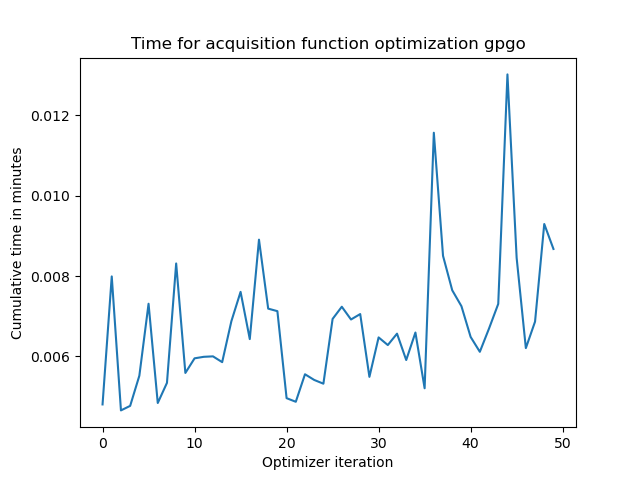 Time for acquisition function optimization gpgo
Cumulative time in minutes
0.012
0.010
0.008
0.006
0 10 20 30 40 50
Optimizer iteration